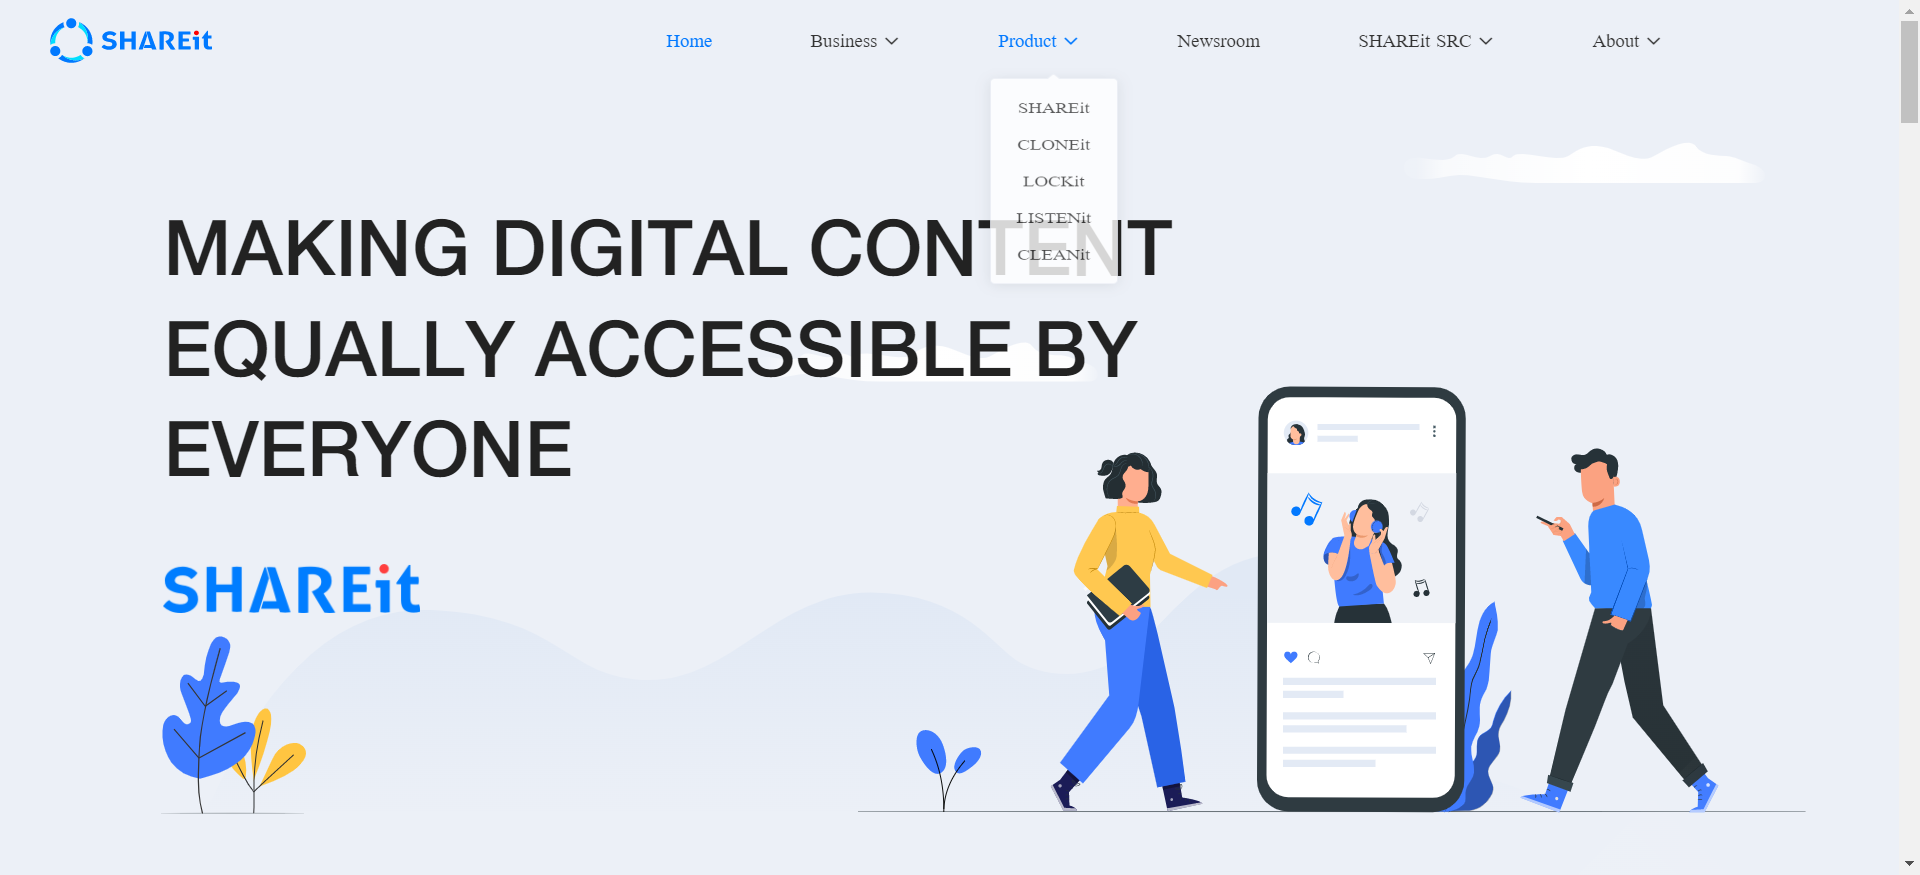 SHAREit
Home
Business
Product
Newsroom
SHAREit SRC
About
SHAREit
CLONEit
LOCKit
LISTENit
CLEANit
MAKING DIGITAL CONTENT
EQUALLY ACCESSIBLE BY
EVERYONE
SHAREit